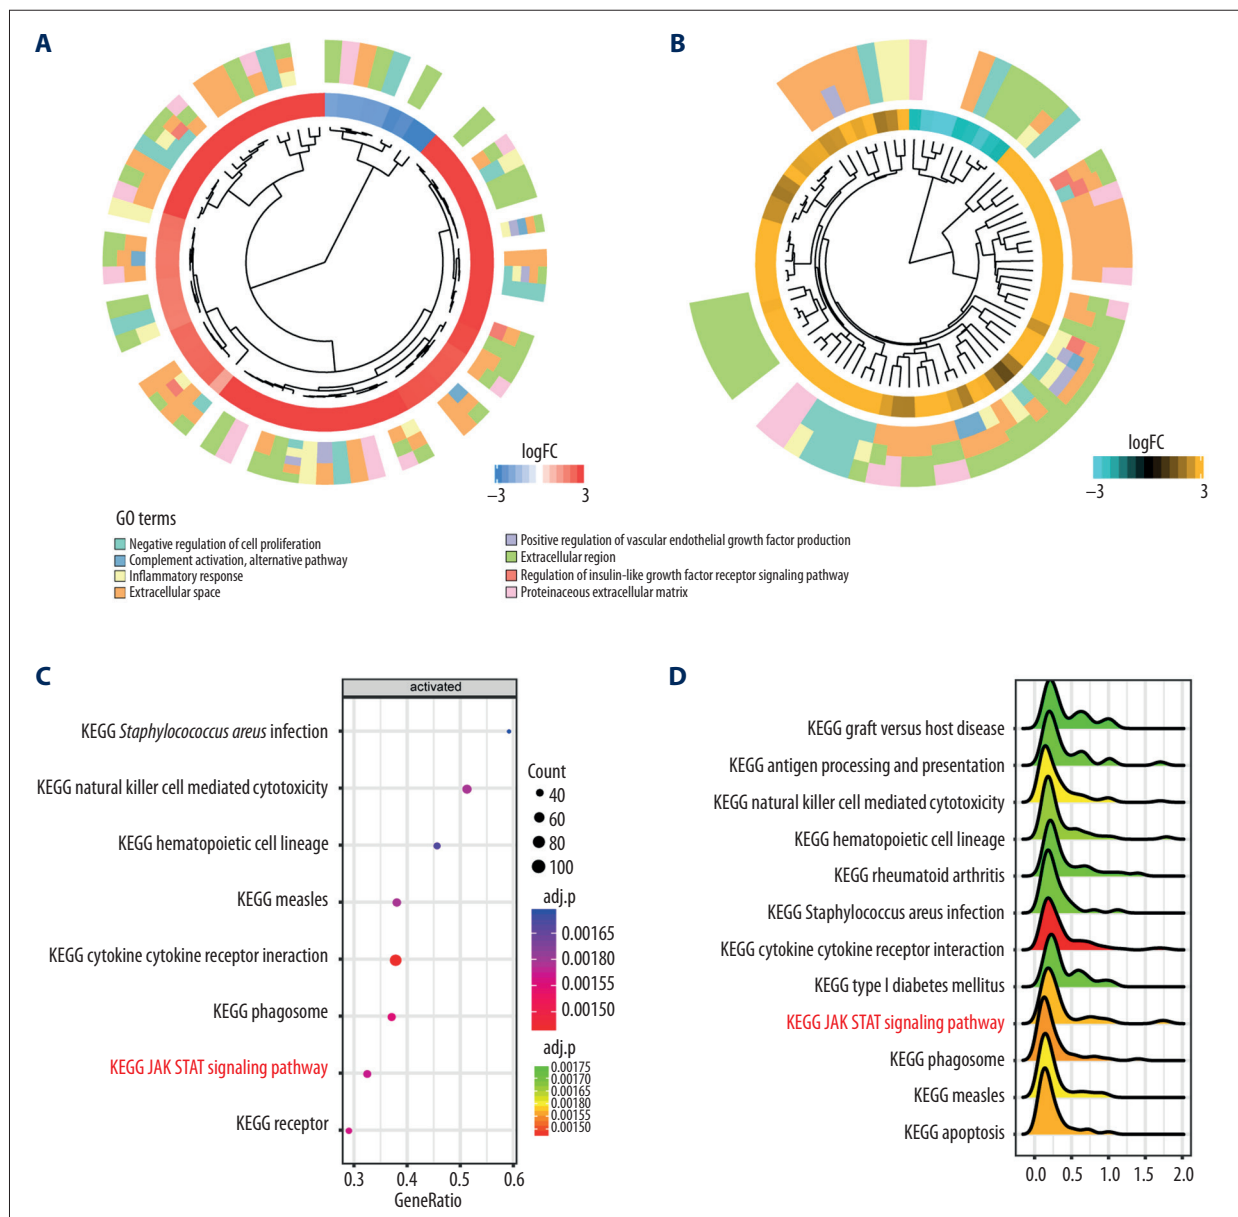 A
B
logFC
−3 3
logFC
−3 3
GO terms
Negative regulation of cell proliferation
Complement activation, alternative pathway
Inflammatory response
Extracellular space
Positive regulation of vascular endothelial growth factor production
Extracellular region
Regulation of insulin-like growth factor receptor signaling pathway
Proteinaceous extracellular matrix
C
activated
KEGG Staphylococcus areus infection
KEGG natural killer cell mediated cytotoxicity
KEGG hematopoietic cell lineage
KEGG measles
KEGG cytokine cytokine receptor ineraction
KEGG phagosome
KEGG JAK STAT signaling pathway
KEGG receptor
0.3 0.4 0.5 0.6
GeneRatio
Count
40
60
80
100
adj.p
0.00165
0.00180
0.00155
0.00150
adj.p
0.00175
0.00170
0.00165
0.00180
0.00155
0.00150
D
KEGG graft versus host disease
KEGG antigen processing and presentation
KEGG natural killer cell mediated cytotoxicity
KEGG hematopoietic cell lineage
KEGG rheumatoid arthritis
KEGG Staphylococcus areus infection
KEGG cytokine cytokine receptor interaction
KEGG type I diabetes mellitus
KEGG JAK STAT signaling pathway
KEGG phagosome
KEGG measles
KEGG apoptosis
0.0 0.5 1.0 1.5 2.0